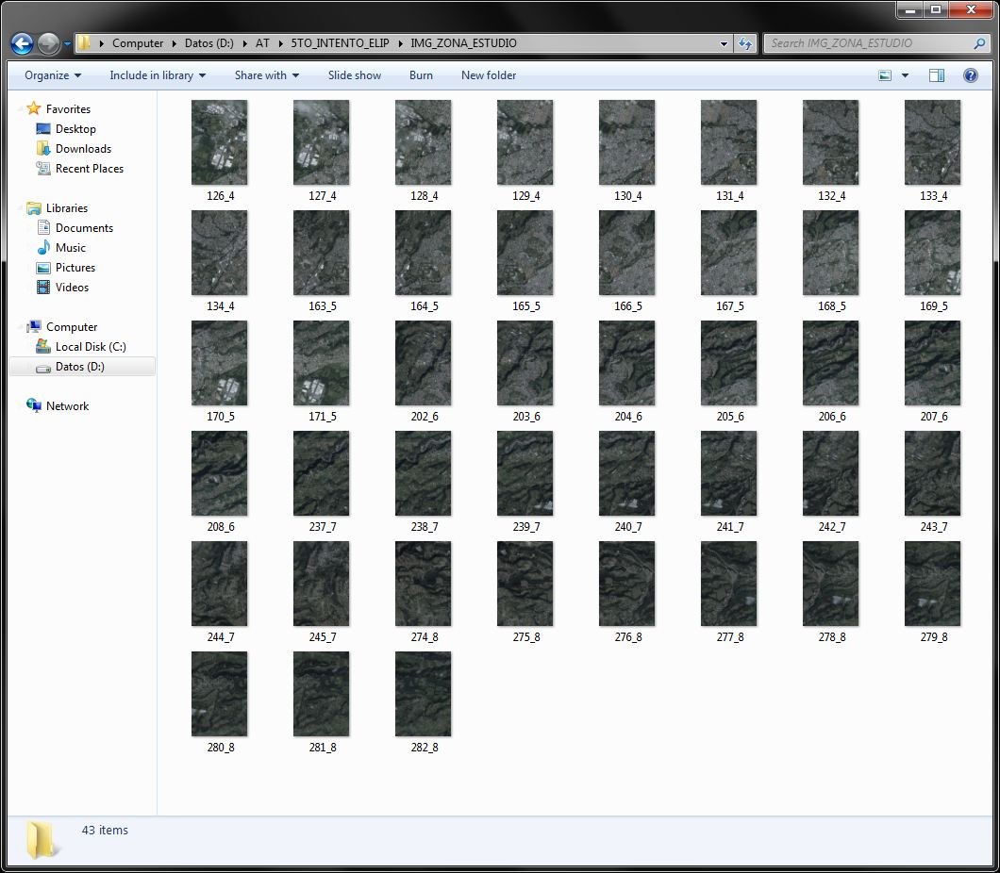 Computer Datos (D:) AT 5TO_INTENTO_ELIP IMG_ZONA_ESTUDIO Search IMG_ZONA_ESTUDIO
Organize Include in library Share with Slide show Burn New folder
Favorites
Desktop
Downloads
Recent Places
Libraries
Documents
Music
Pictures
Videos
Computer
Local Disk (C:)
Datos (D:)
Network
126_4 127_4 128_4 129_4 130_4 131_4 132_4 133_4
134_4 163_5 164_5 165_5 166_5 167_5 168_5 169_5
170_5 171_5 202_6 203_6 204_6 205_6 206_6 207_6
208_6 237_7 238_7 239_7 240_7 241_7 242_7 243_7
244_7 245_7 274_8 275_8 276_8 277_8 278_8 279_8
280_8 281_8 282_8
43 items